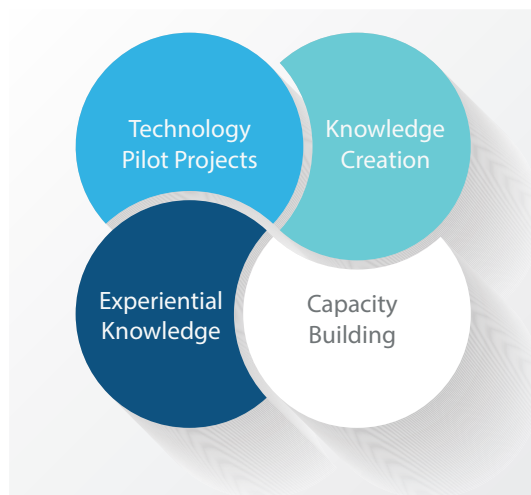 Technology
Pilot Projects
Knowledge
Creation
Experiential
Knowledge
Capacity
Building